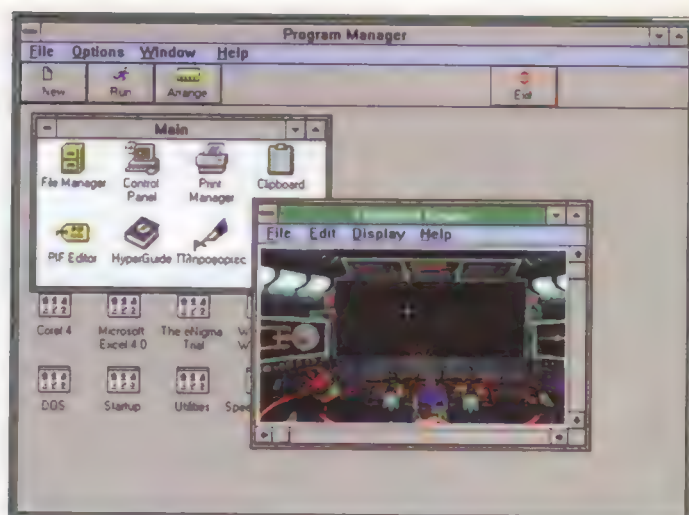 Program Manager
File Options Window Help
New Run Arrange Exit
Main
File Manager Control Panel Print Manager Clipboard
PIF Editor HyperGuide Πληροφοριες
File Edit Display Help
Corel 4 Microsoft Excel 4.0 The eNigma Trial
DOS Startup Utilities